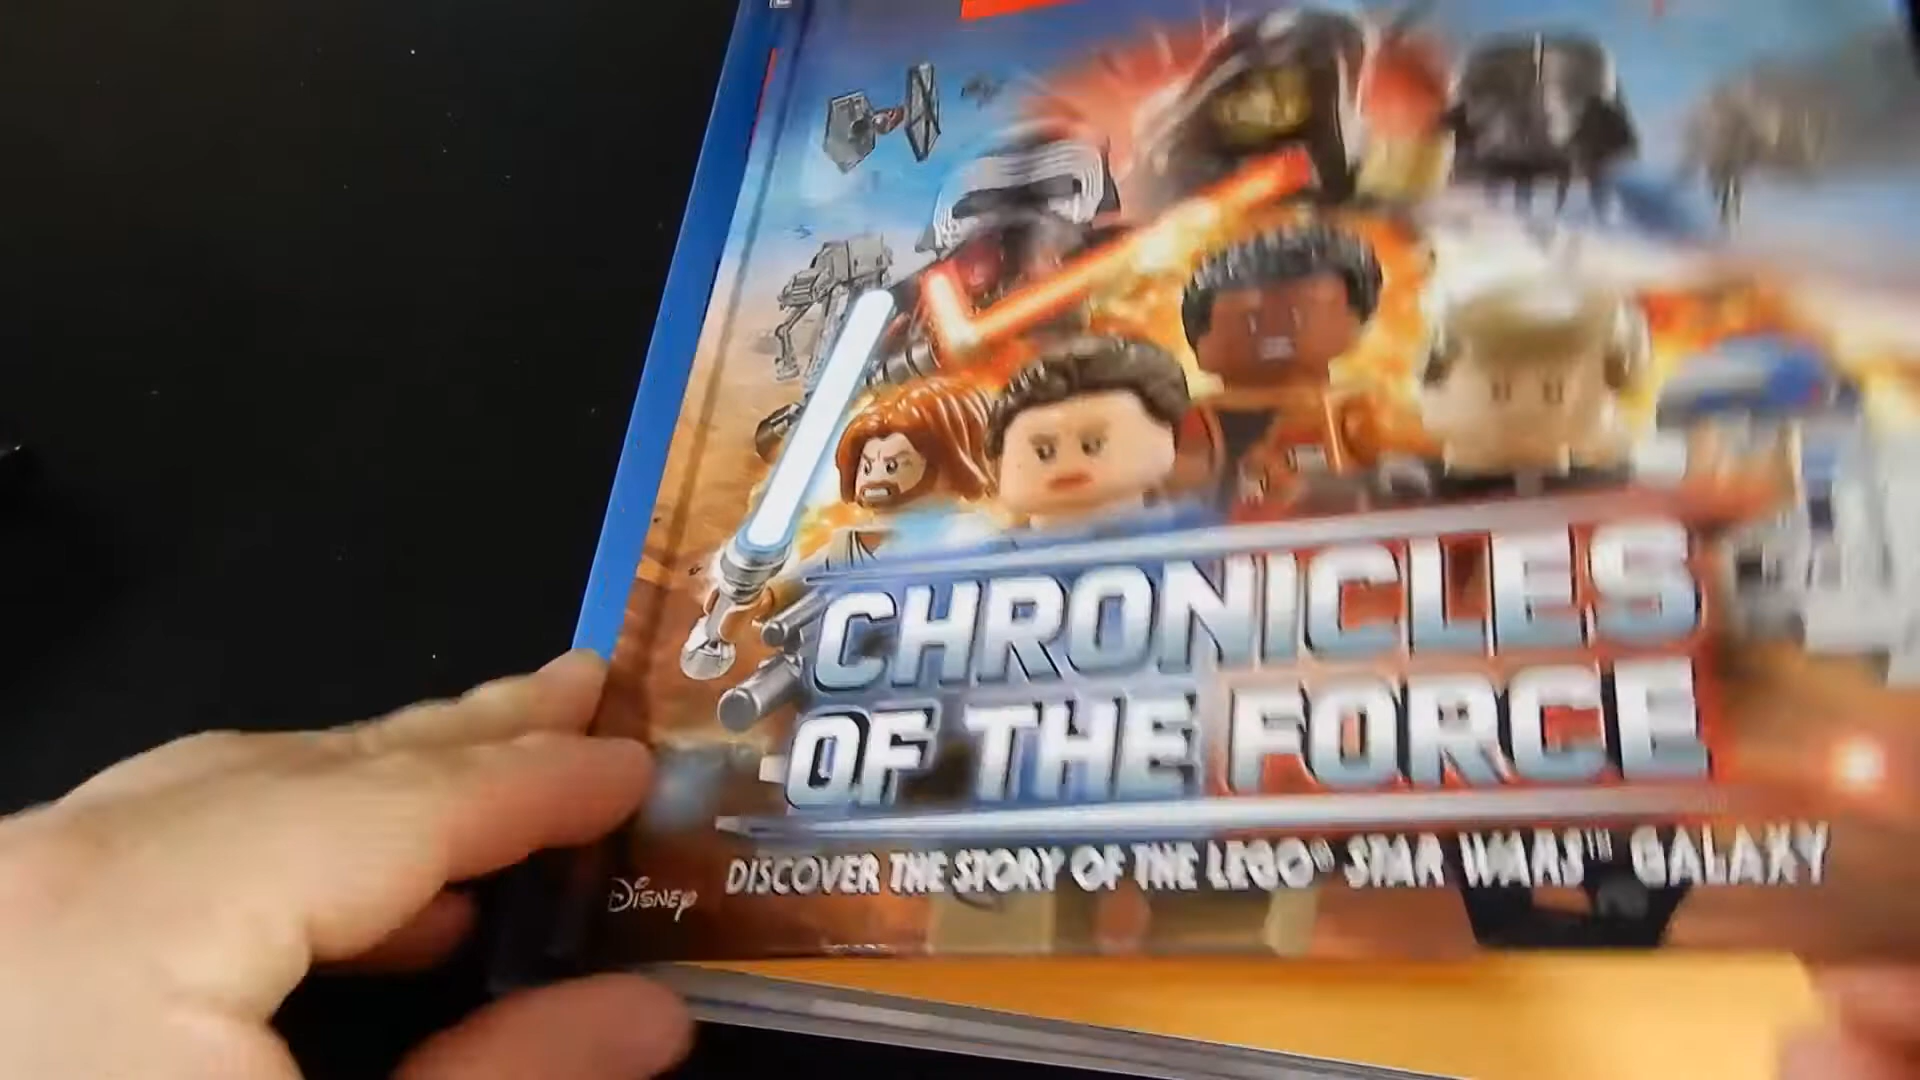 CHRONICLES
OF THE FORCE
DISNEY DISCOVER THE STORY OF THE LEGO® STAR WARS™ GALAXY